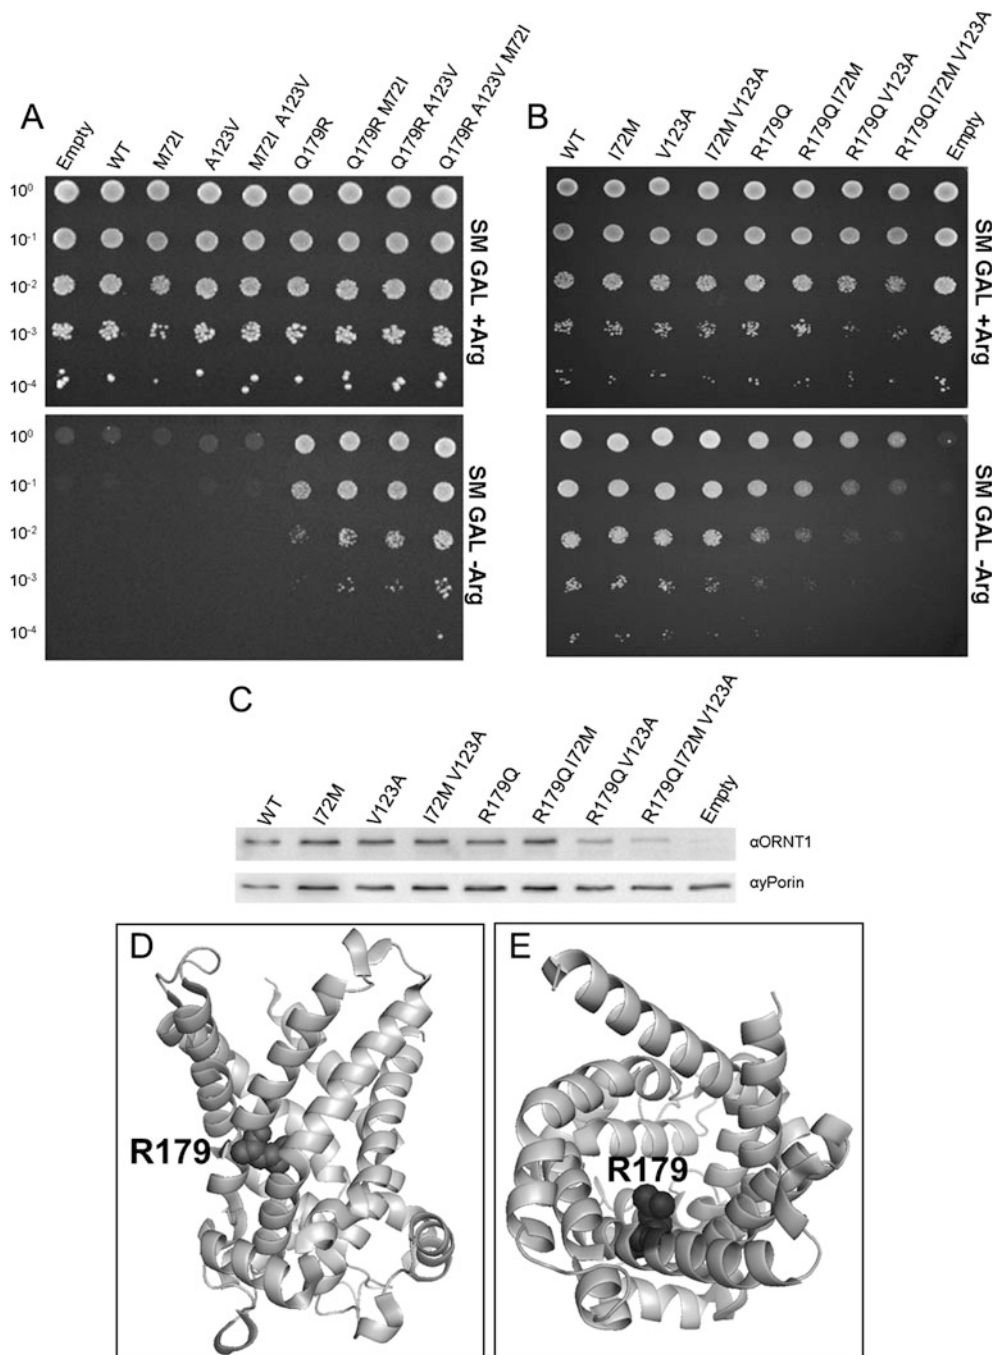 A
Empty
WT
M72I
A123V
M72I A123V
Q179R
Q179R M72I
Q179R A123V
Q179R A123V M72I
10⁰
10⁻¹
10⁻²
10⁻³
10⁻⁴
SM GAL +Arg
10⁰
10⁻¹
10⁻²
10⁻³
10⁻⁴
SM GAL -Arg
B
WT
I72M
V123A
I72M V123A
R179Q
R179Q I72M
R179Q V123A
R179Q I72M V123A
Empty
SM GAL +Arg
SM GAL -Arg
C
WT
I72M
V123A
I72M V123A
R179Q
R179Q I72M
R179Q V123A
R179Q I72M V123A
Empty
αORNT1
αyPorin
D
R179
E
R179